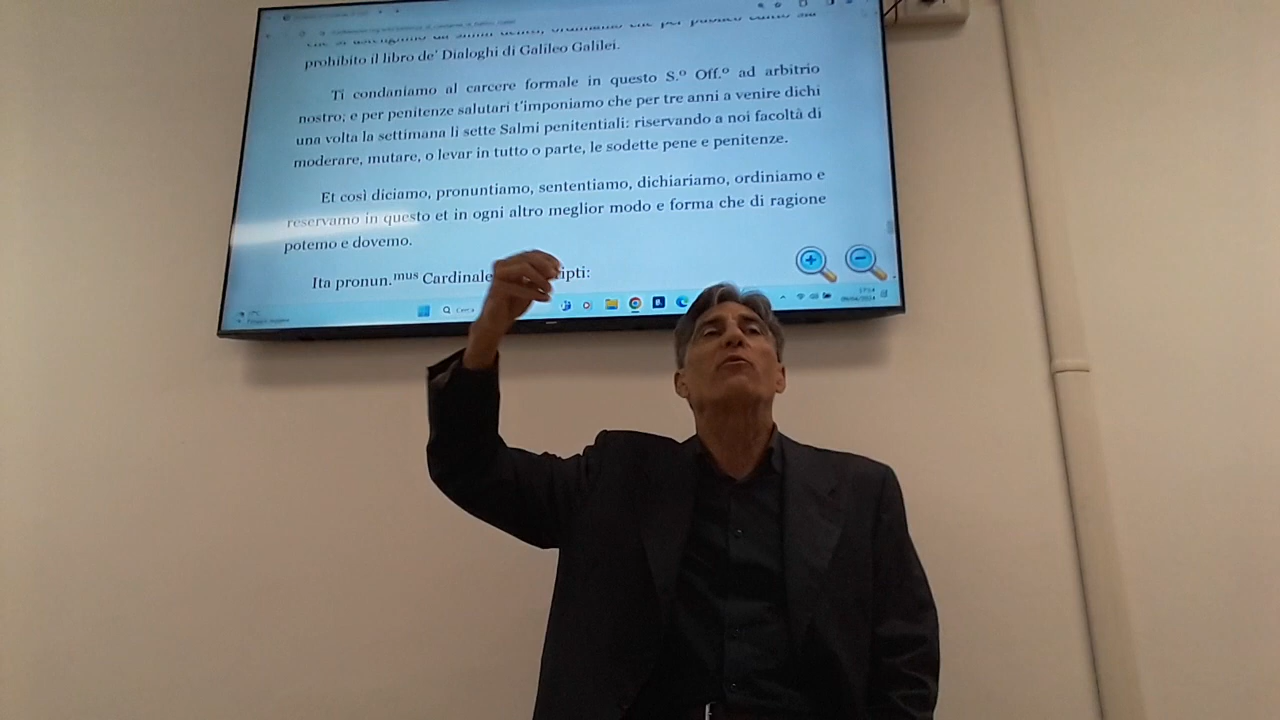 prohibito il libro de' Dialoghi di Galileo Galilei.
Ti condaniamo al carcere formale in questo S.º Off.º ad arbitrio
nostro; e per penitenze salutari t'imponiamo che per tre anni a venire dichi
una volta la settimana li sette Salmi penitentiali: riservando a noi facoltà di
moderare, mutare, o levar in tutto o parte, le sodette pene e penitenze.
Et così diciamo, pronuntiamo, sententiamo, dichiariamo, ordiniamo e
reservamo in questo et in ogni altro meglior modo e forma che di ragione
potemo e dovemo.
Ita pronun.mus Cardinale ipti:
Cerca
17:04